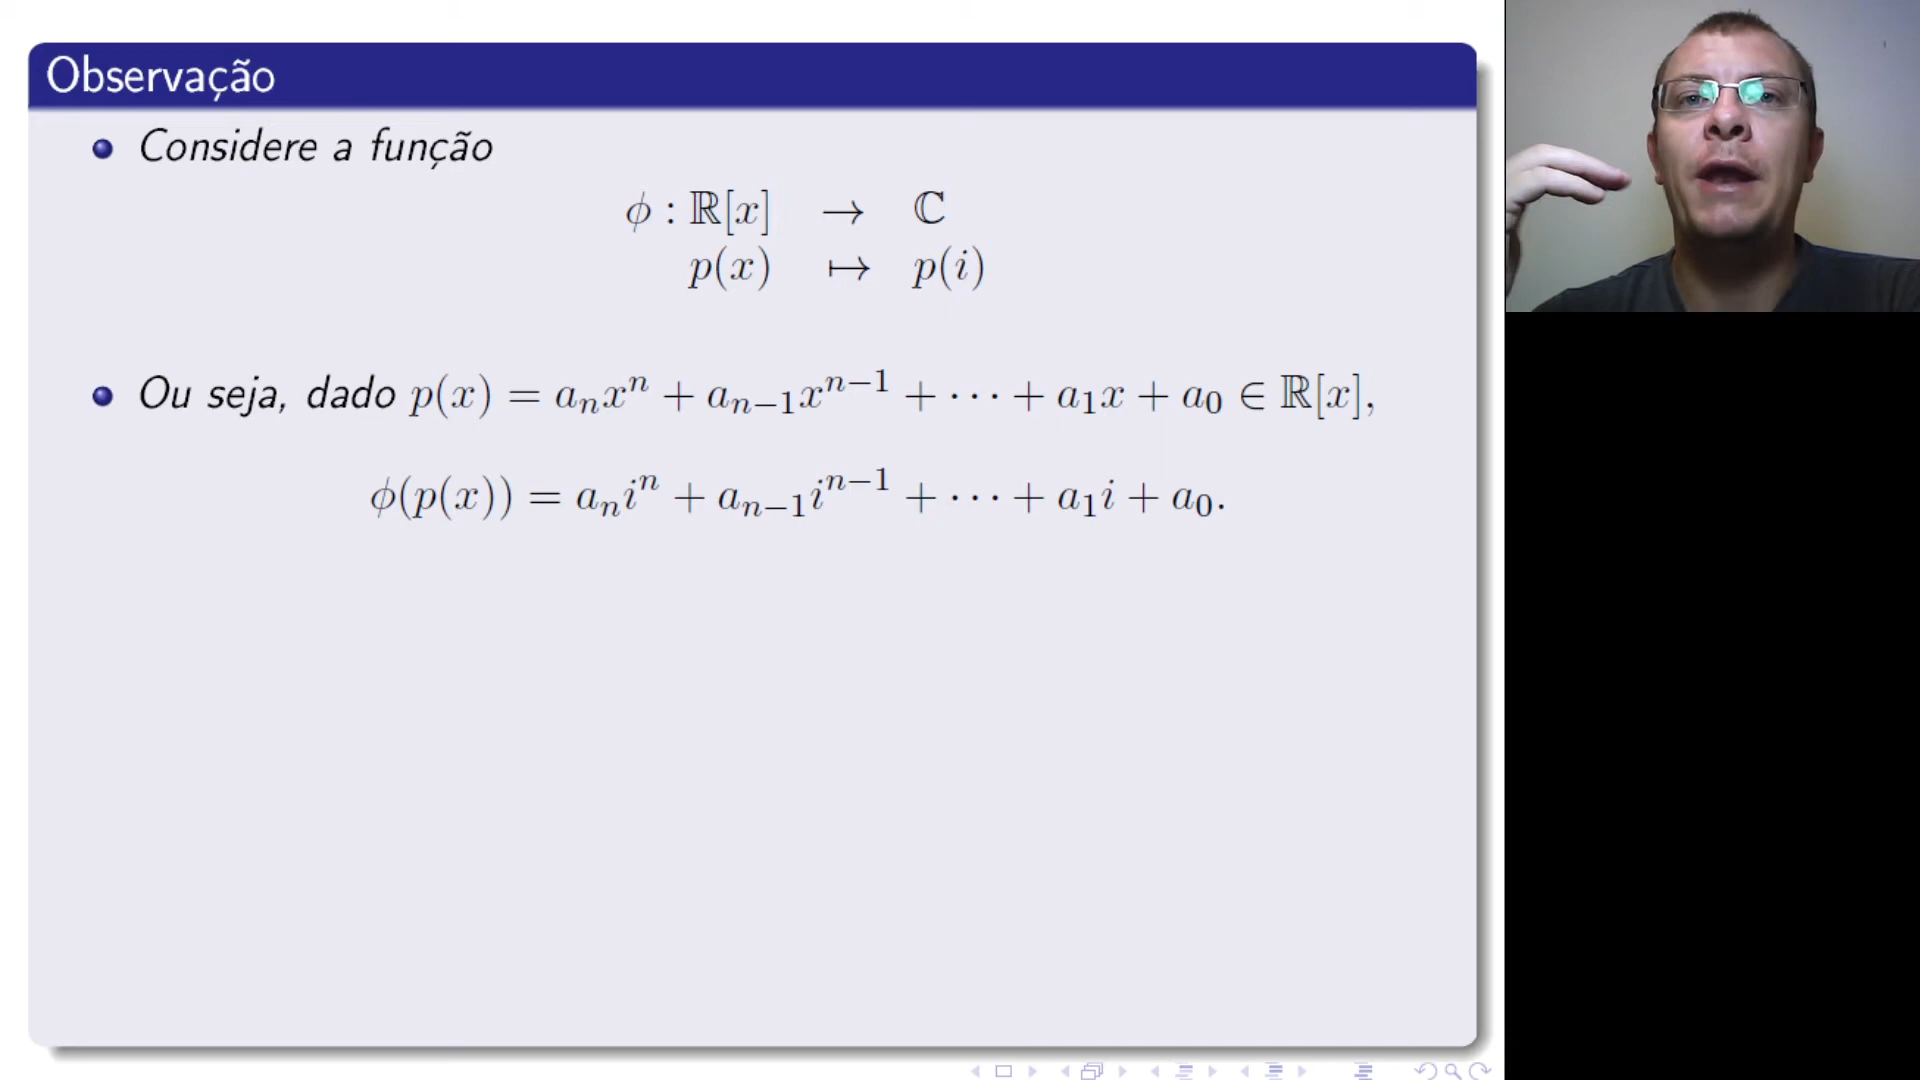 Observação
Considere a função
ϕ : ℝ[x] → ℂ
p(x) ↦ p(i)
Ou seja, dado p(x) = aₙxⁿ + aₙ₋₁xⁿ⁻¹ + ⋯ + a₁x + a₀ ∈ ℝ[x],
ϕ(p(x)) = aₙiⁿ + aₙ₋₁iⁿ⁻¹ + ⋯ + a₁i + a₀.